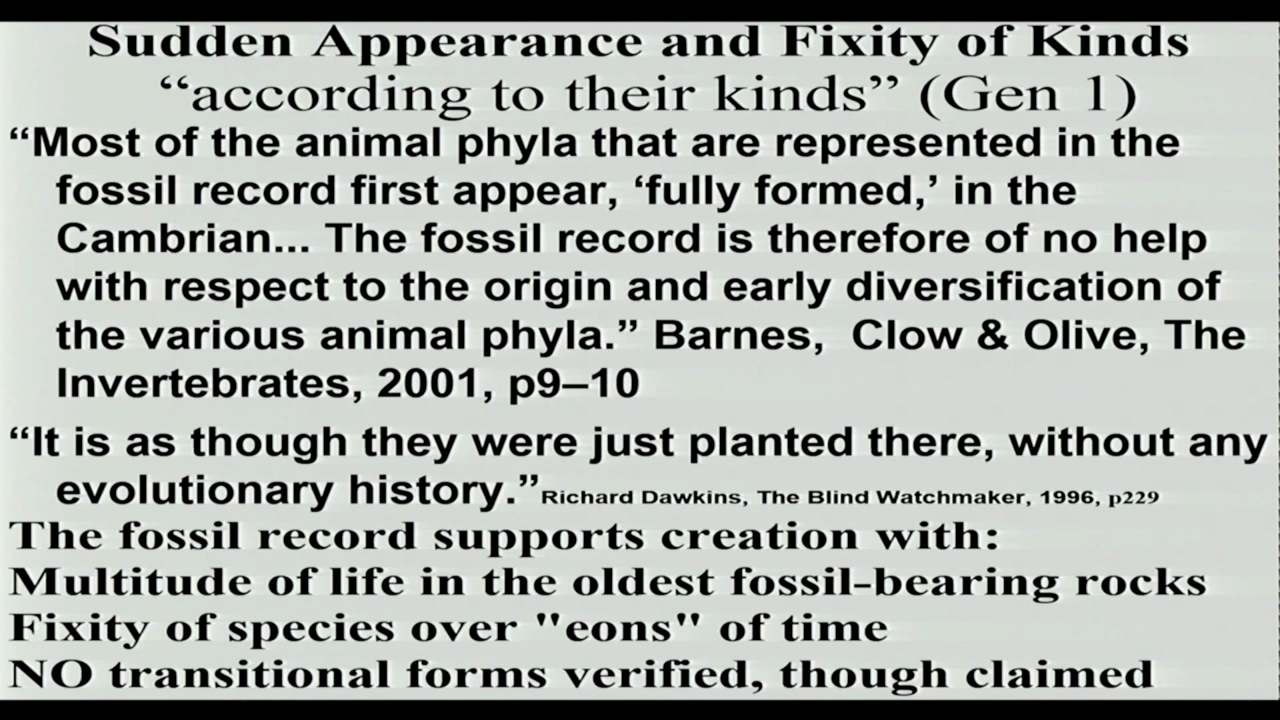 Sudden Appearance and Fixity of Kinds
“according to their kinds” (Gen 1)
“Most of the animal phyla that are represented in the
fossil record first appear, ‘fully formed,’ in the
Cambrian... The fossil record is therefore of no help
with respect to the origin and early diversification of
the various animal phyla.” Barnes, Clow & Olive, The
Invertebrates, 2001, p9–10
“It is as though they were just planted there, without any
evolutionary history.” Richard Dawkins, The Blind Watchmaker, 1996, p229
The fossil record supports creation with:
Multitude of life in the oldest fossil-bearing rocks
Fixity of species over "eons" of time
NO transitional forms verified, though claimed